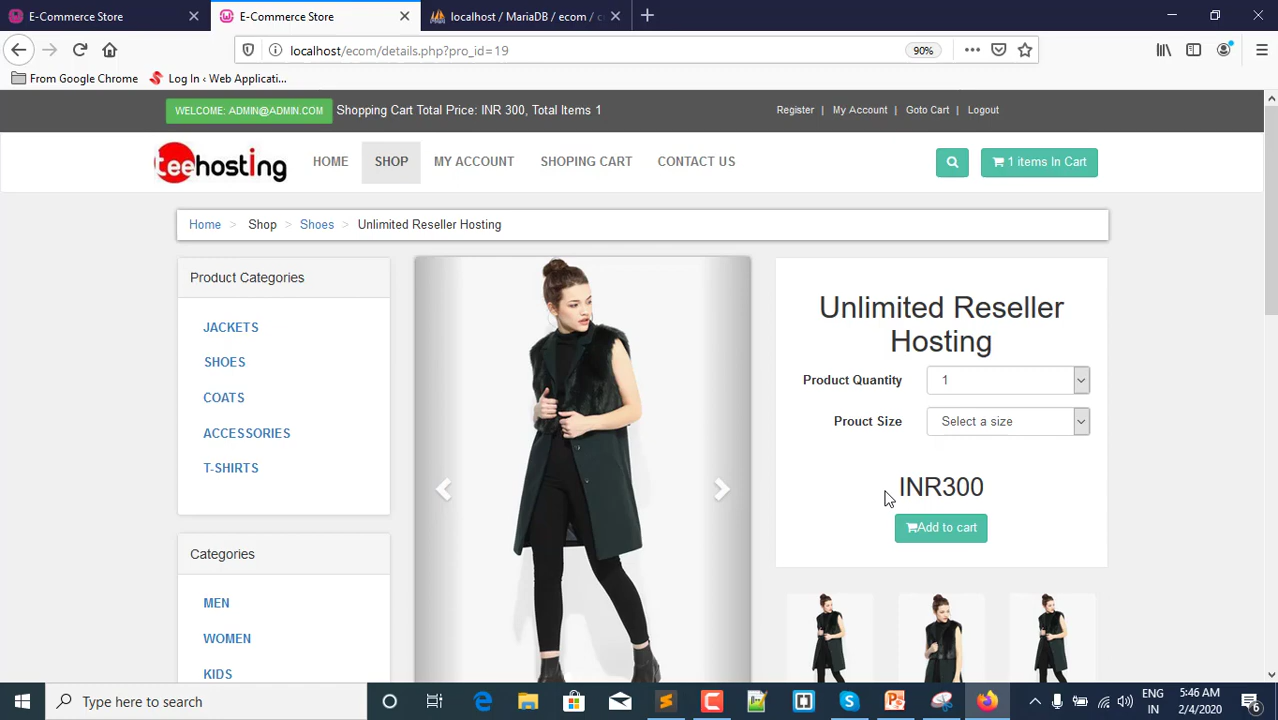 E-Commerce Store
E-Commerce Store
localhost / MariaDB / ecom / c
localhost/ecom/details.php?pro_id=19
90%
From Google Chrome
Log In ‹ Web Applicati...
WELCOME: ADMIN@ADMIN.COM
Shopping Cart Total Price: INR 300, Total Items 1
Register | My Account | Goto Cart | Logout
teehosting
HOME
SHOP
MY ACCOUNT
SHOPING CART
CONTACT US
1 items In Cart
Home > Shop > Shoes > Unlimited Reseller Hosting
Product Categories
JACKETS
SHOES
COATS
ACCESSORIES
T-SHIRTS
Categories
MEN
WOMEN
KIDS
Unlimited Reseller
Hosting
Product Quantity
1
Prouct Size
Select a size
INR300
Add to cart
Type here to search
ENG
IN
5:46 AM
2/4/2020
6